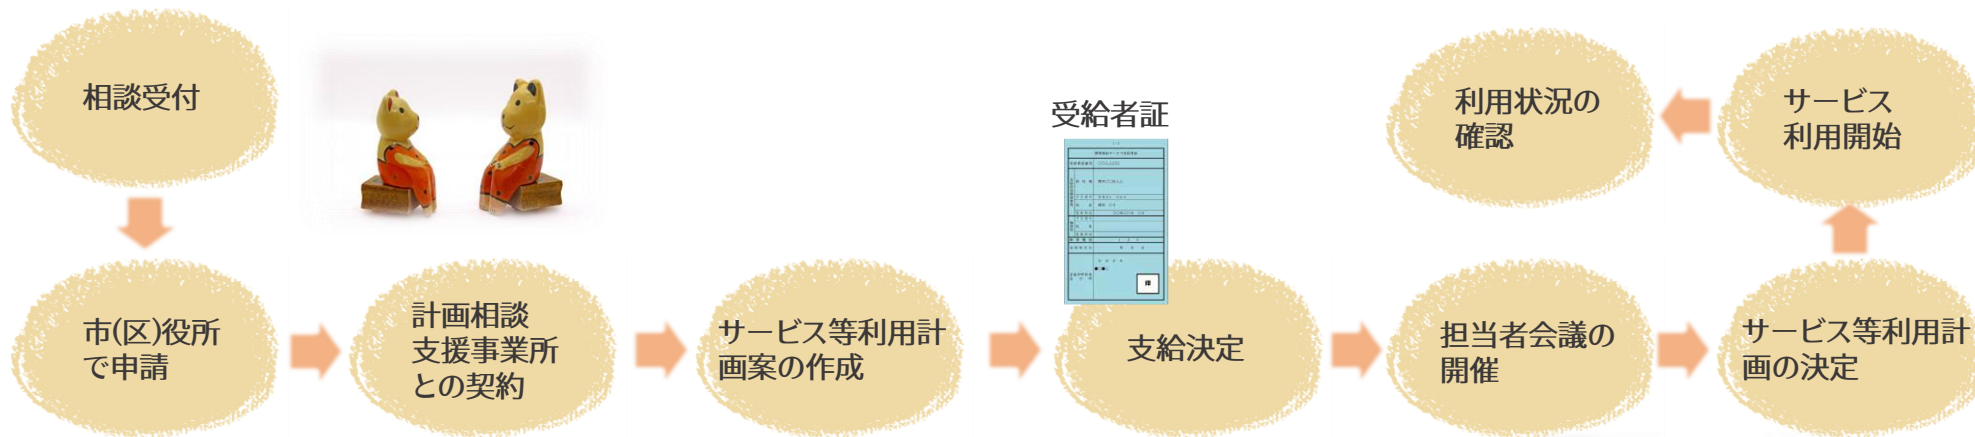 相談受付
市(区)役所
で申請
計画相談
支援事業所
との契約
サービス等利用計
画案の作成
受給者証
支給決定
担当者会議の
開催
サービス等利用計
画の決定
サービス
利用開始
利用状況の
確認